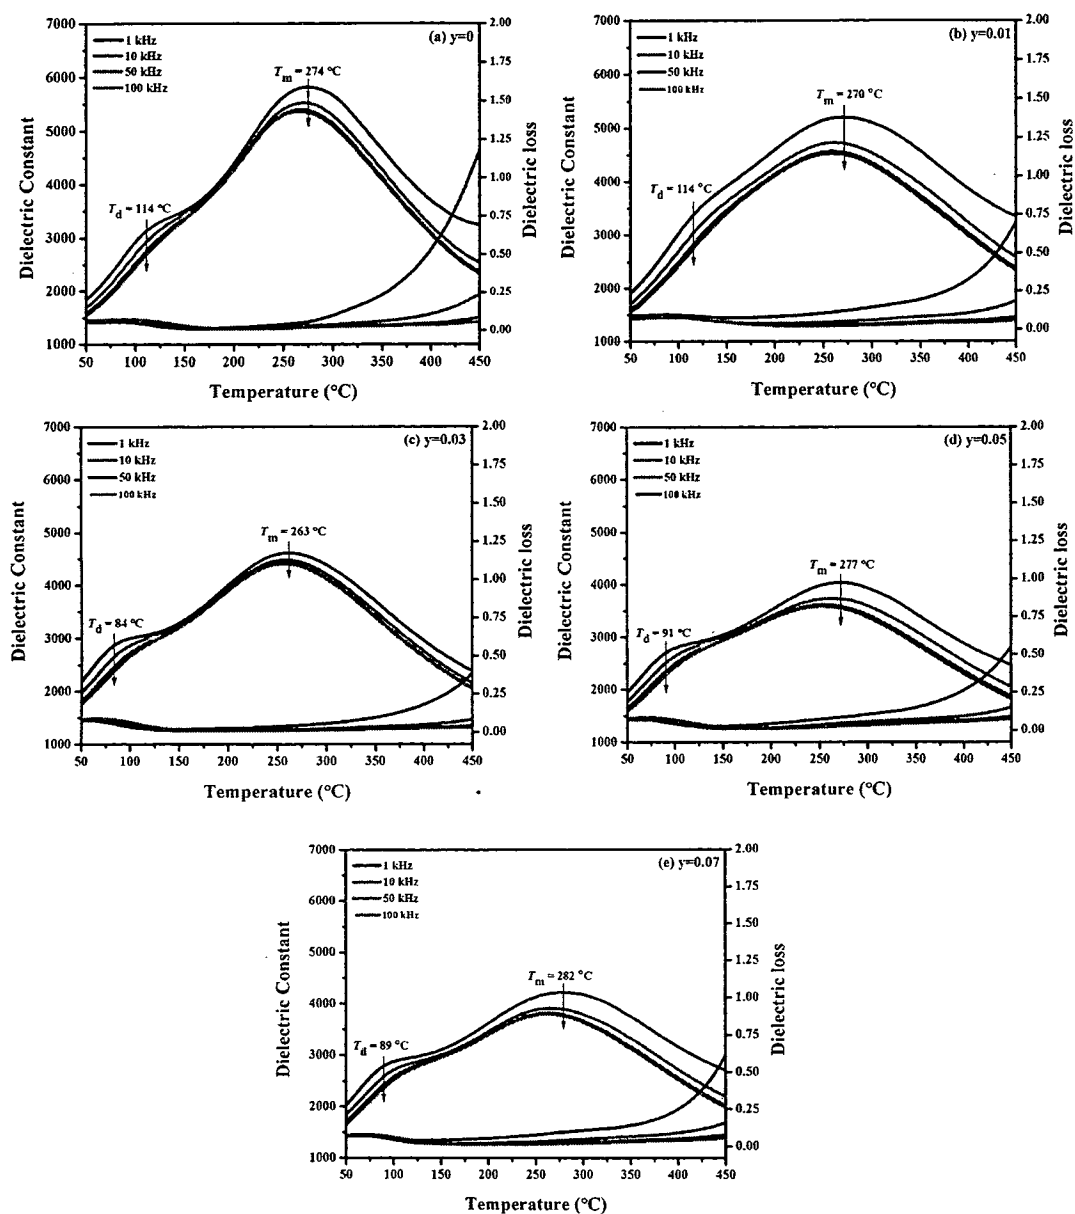 (a) y=0
1 kHz
10 kHz
50 kHz
100 kHz
Tm = 274 °C
Td = 114 °C
7000
6000
5000
4000
3000
2000
1000
2.00
1.75
1.50
1.25
1.00
0.75
0.50
0.25
0.00
50 100 150 200 250 300 350 400 450
Dielectric Constant
Dielectric loss
Temperature (°C)
(b) y=0.01
1 kHz
10 kHz
50 kHz
100 kHz
Tm = 270 °C
Td = 114 °C
7000
6000
5000
4000
3000
2000
1000
2.00
1.75
1.50
1.25
1.00
0.75
0.50
0.25
0.00
50 100 150 200 250 300 350 400 450
Dielectric Constant
Dielectric loss
Temperature (°C)
(c) y=0.03
1 kHz
10 kHz
50 kHz
100 kHz
Tm = 263 °C
Td = 84 °C
7000
6000
5000
4000
3000
2000
1000
2.00
1.75
1.50
1.25
1.00
0.75
0.50
0.25
0.00
50 100 150 200 250 300 350 400 450
Dielectric Constant
Dielectric loss
Temperature (°C)
(d) y=0.05
1 kHz
10 kHz
50 kHz
100 kHz
Tm = 277 °C
Td = 91 °C
7000
6000
5000
4000
3000
2000
1000
2.00
1.75
1.50
1.25
1.00
0.75
0.50
0.25
0.00
50 100 150 200 250 300 350 400 450
Dielectric Constant
Dielectric loss
Temperature (°C)
(e) y=0.07
1 kHz
10 kHz
50 kHz
100 kHz
Tm = 282 °C
Td = 89 °C
7000
6000
5000
4000
3000
2000
1000
2.00
1.75
1.50
1.25
1.00
0.75
0.50
0.25
0.00
50 100 150 200 250 300 350 400 450
Dielectric Constant
Dielectric loss
Temperature (°C)